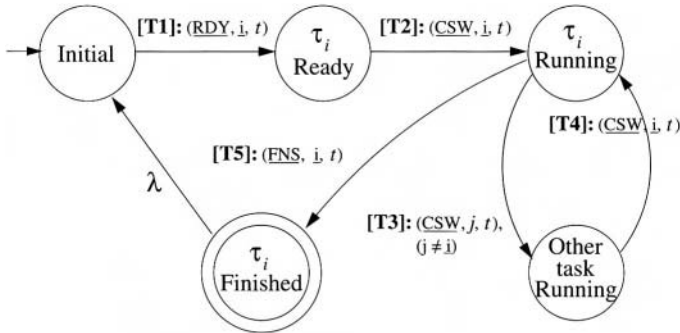 [T1]: (RDY, i, t)
Initial
τi
Ready
[T2]: (CSW, i, t)
τi
Running
[T4]: (CSW, i, t)
[T5]: (FNS, i, t)
λ
[T3]: (CSW, j, t),
(j ≠ i)
τi
Finished
Other
task
Running